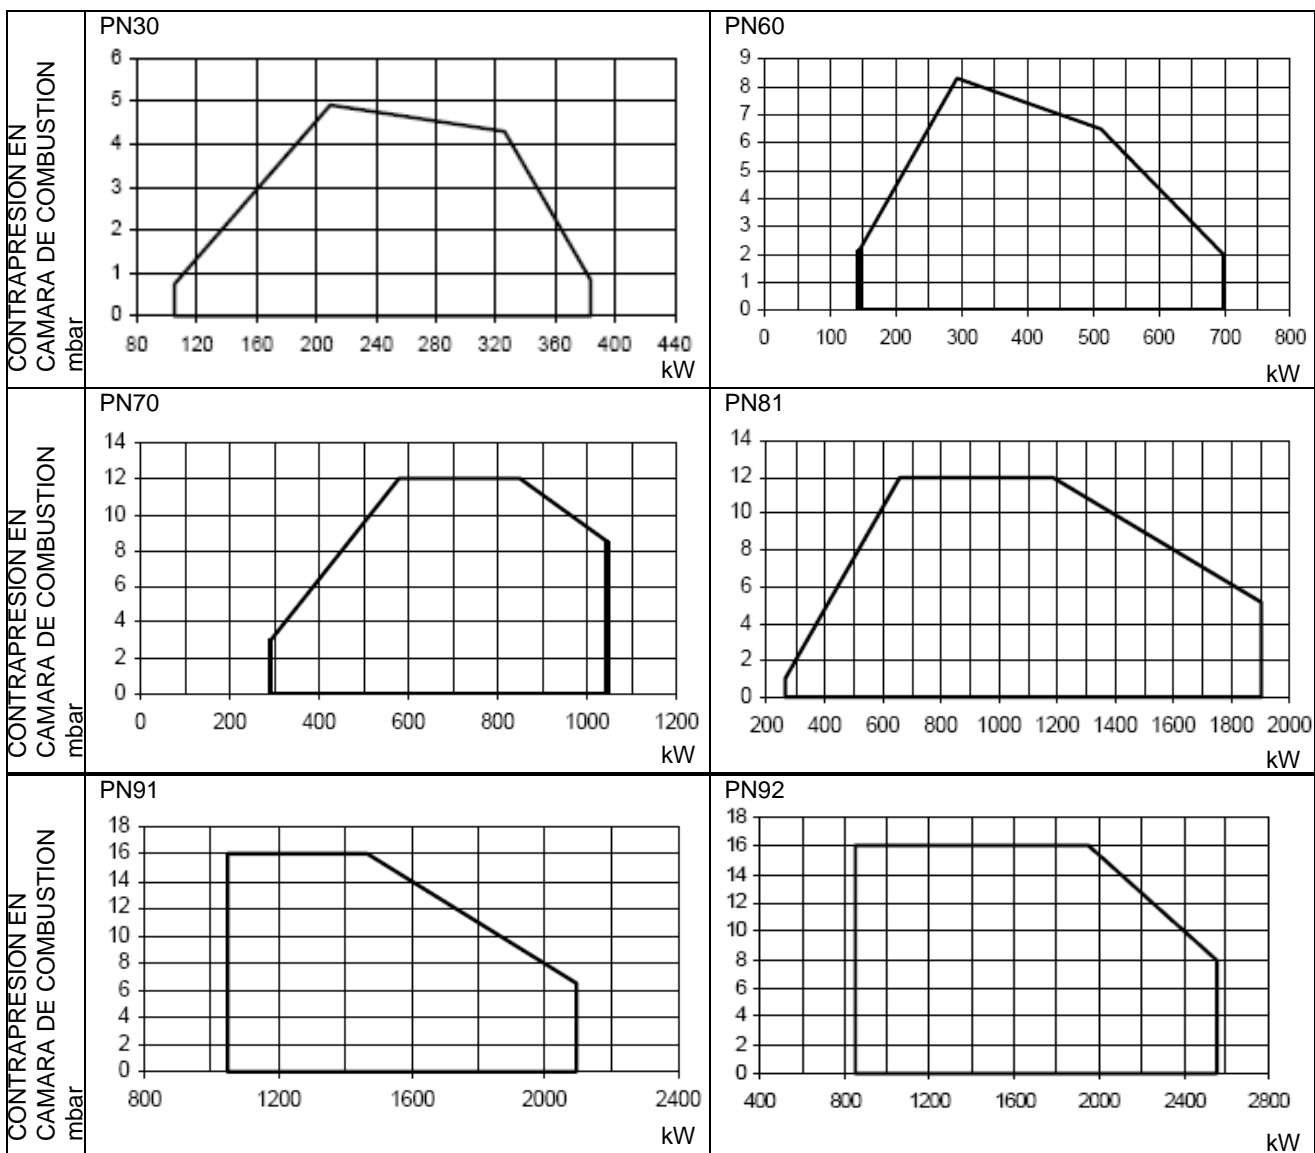 CONTRAPRESION EN
CAMARA DE COMBUSTION
mbar
PN30
6
5
4
3
2
1
0
80 120 160 200 240 280 320 360 400 440
kW
PN60
9
8
7
6
5
4
3
2
1
0
0 100 200 300 400 500 600 700 800
kW
CONTRAPRESION EN
CAMARA DE COMBUSTION
mbar
PN70
14
12
10
8
6
4
2
0
0 200 400 600 800 1000 1200
kW
PN81
14
12
10
8
6
4
2
0
200 400 600 800 1000 1200 1400 1600 1800 2000
kW
CONTRAPRESION EN
CAMARA DE COMBUSTION
mbar
PN91
18
16
14
12
10
8
6
4
2
0
800 1200 1600 2000 2400
kW
PN92
18
16
14
12
10
8
6
4
2
0
400 800 1200 1600 2000 2400 2800
kW